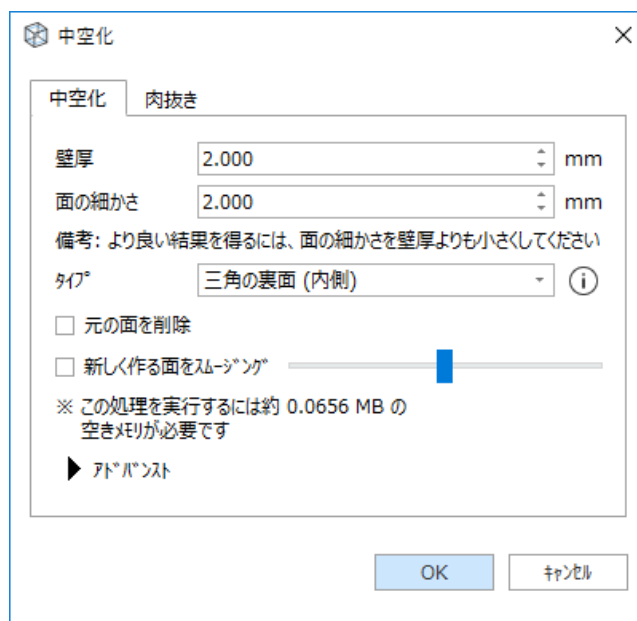 中空化
中空化 肉抜き
壁厚 2.000 mm
面の細かさ 2.000 mm
備考: より良い結果を得るには、面の細かさを壁厚よりも小さくしてください
ﾀｲﾌﾟ 三角の裏面 (内側)
元の面を削除
新しく作る面をｽﾑｰｼﾞﾝｸﾞ
※ この処理を実行するには約 0.0656 MB の
空きﾒﾓﾘが必要です
ｱﾄﾞﾊﾞﾝｽﾄ
OK ｷｬﾝｾﾙ